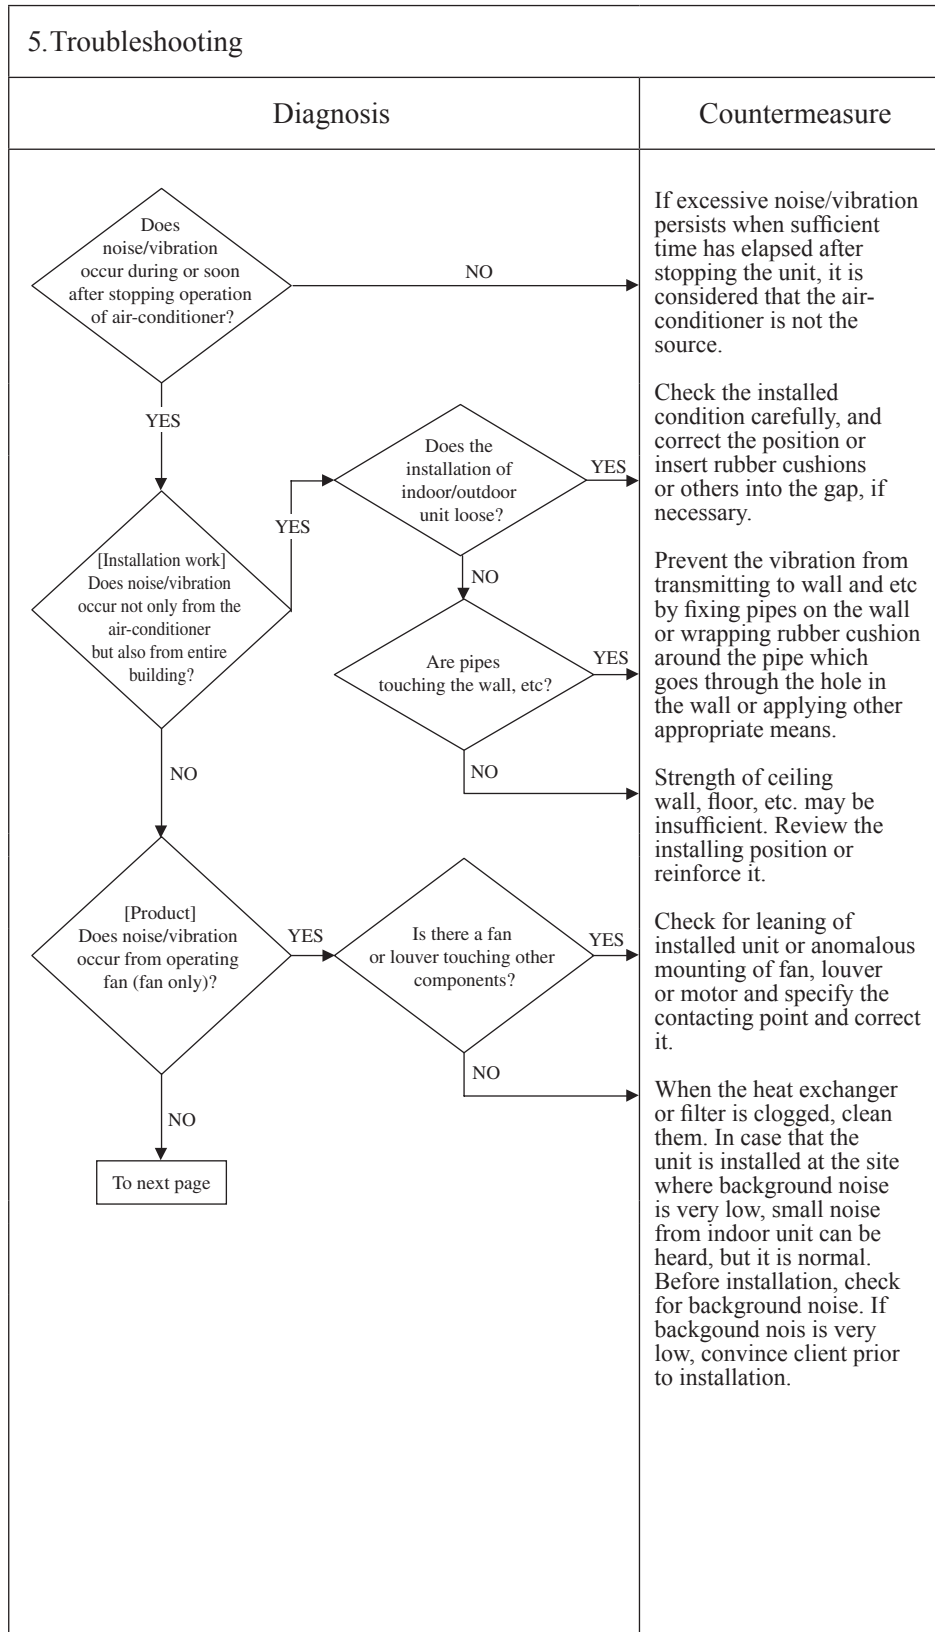 5.Troubleshooting
Diagnosis
Countermeasure
Does
noise/vibration
occur during or soon
after stopping operation
of air-conditioner?
NO
If excessive noise/vibration
persists when sufficient
time has elapsed after
stopping the unit, it is
considered that the air-
conditioner is not the
source.
YES
[Installation work]
Does noise/vibration
occur not only from the
air-conditioner
but also from entire
building?
YES
Does the
installation of
indoor/outdoor
unit loose?
YES
Check the installed
condition carefully, and
correct the position or
insert rubber cushions
or others into the gap, if
necessary.
NO
Are pipes
touching the wall, etc?
YES
Prevent the vibration from
transmitting to wall and etc
by fixing pipes on the wall
or wrapping rubber cushion
around the pipe which
goes through the hole in
the wall or applying other
appropriate means.
NO
Strength of ceiling
wall, floor, etc. may be
insufficient. Review the
installing position or
reinforce it.
NO
[Product]
Does noise/vibration
occur from operating
fan (fan only)?
YES
Is there a fan
or louver touching other
components?
YES
Check for leaning of
installed unit or anomalous
mounting of fan, louver
or motor and specify the
contacting point and correct
it.
NO
When the heat exchanger
or filter is clogged, clean
them. In case that the
unit is installed at the site
where background noise
is very low, small noise
from indoor unit can be
heard, but it is normal.
Before installation, check
for background noise. If
backgound nois is very
low, convince client prior
to installation.
NO
To next page